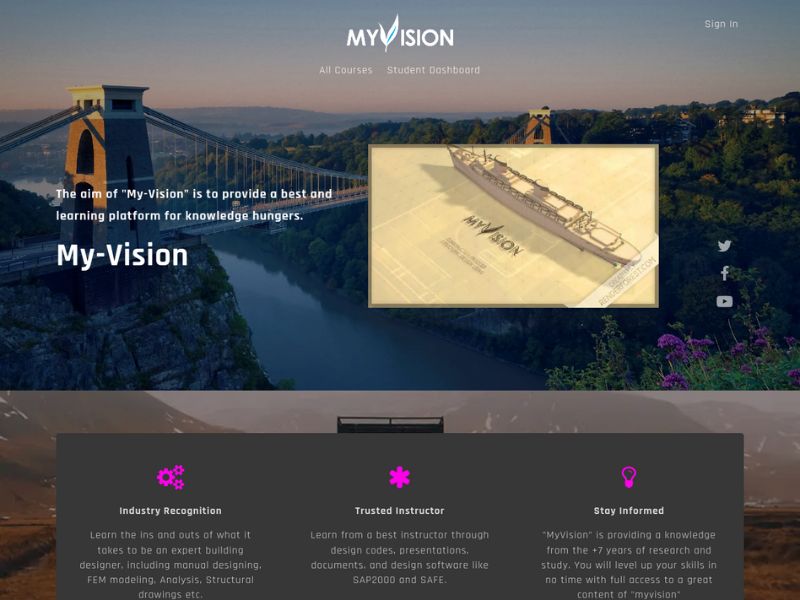 MYVISION
Sign In
All Courses Student Dashboard
The aim of "My-Vision" is to provide a best and
learning platform for knowledge hungers.
My-Vision
MYVISION
RENDERFOREST.COM
Industry Recognition
Learn the ins and outs of what it
takes to be an expert building
designer, including manual designing,
FEM modeling, Analysis, Structural
drawings etc.
Trusted Instructor
Learn from a best instructor through
design codes, presentations,
documents, and design software like
SAP2000 and SAFE.
Stay Informed
"MyVision" is providing a knowledge
from the +7 years of research and
study. You will level up your skills in
no time with full access to a great
content of "myvision"